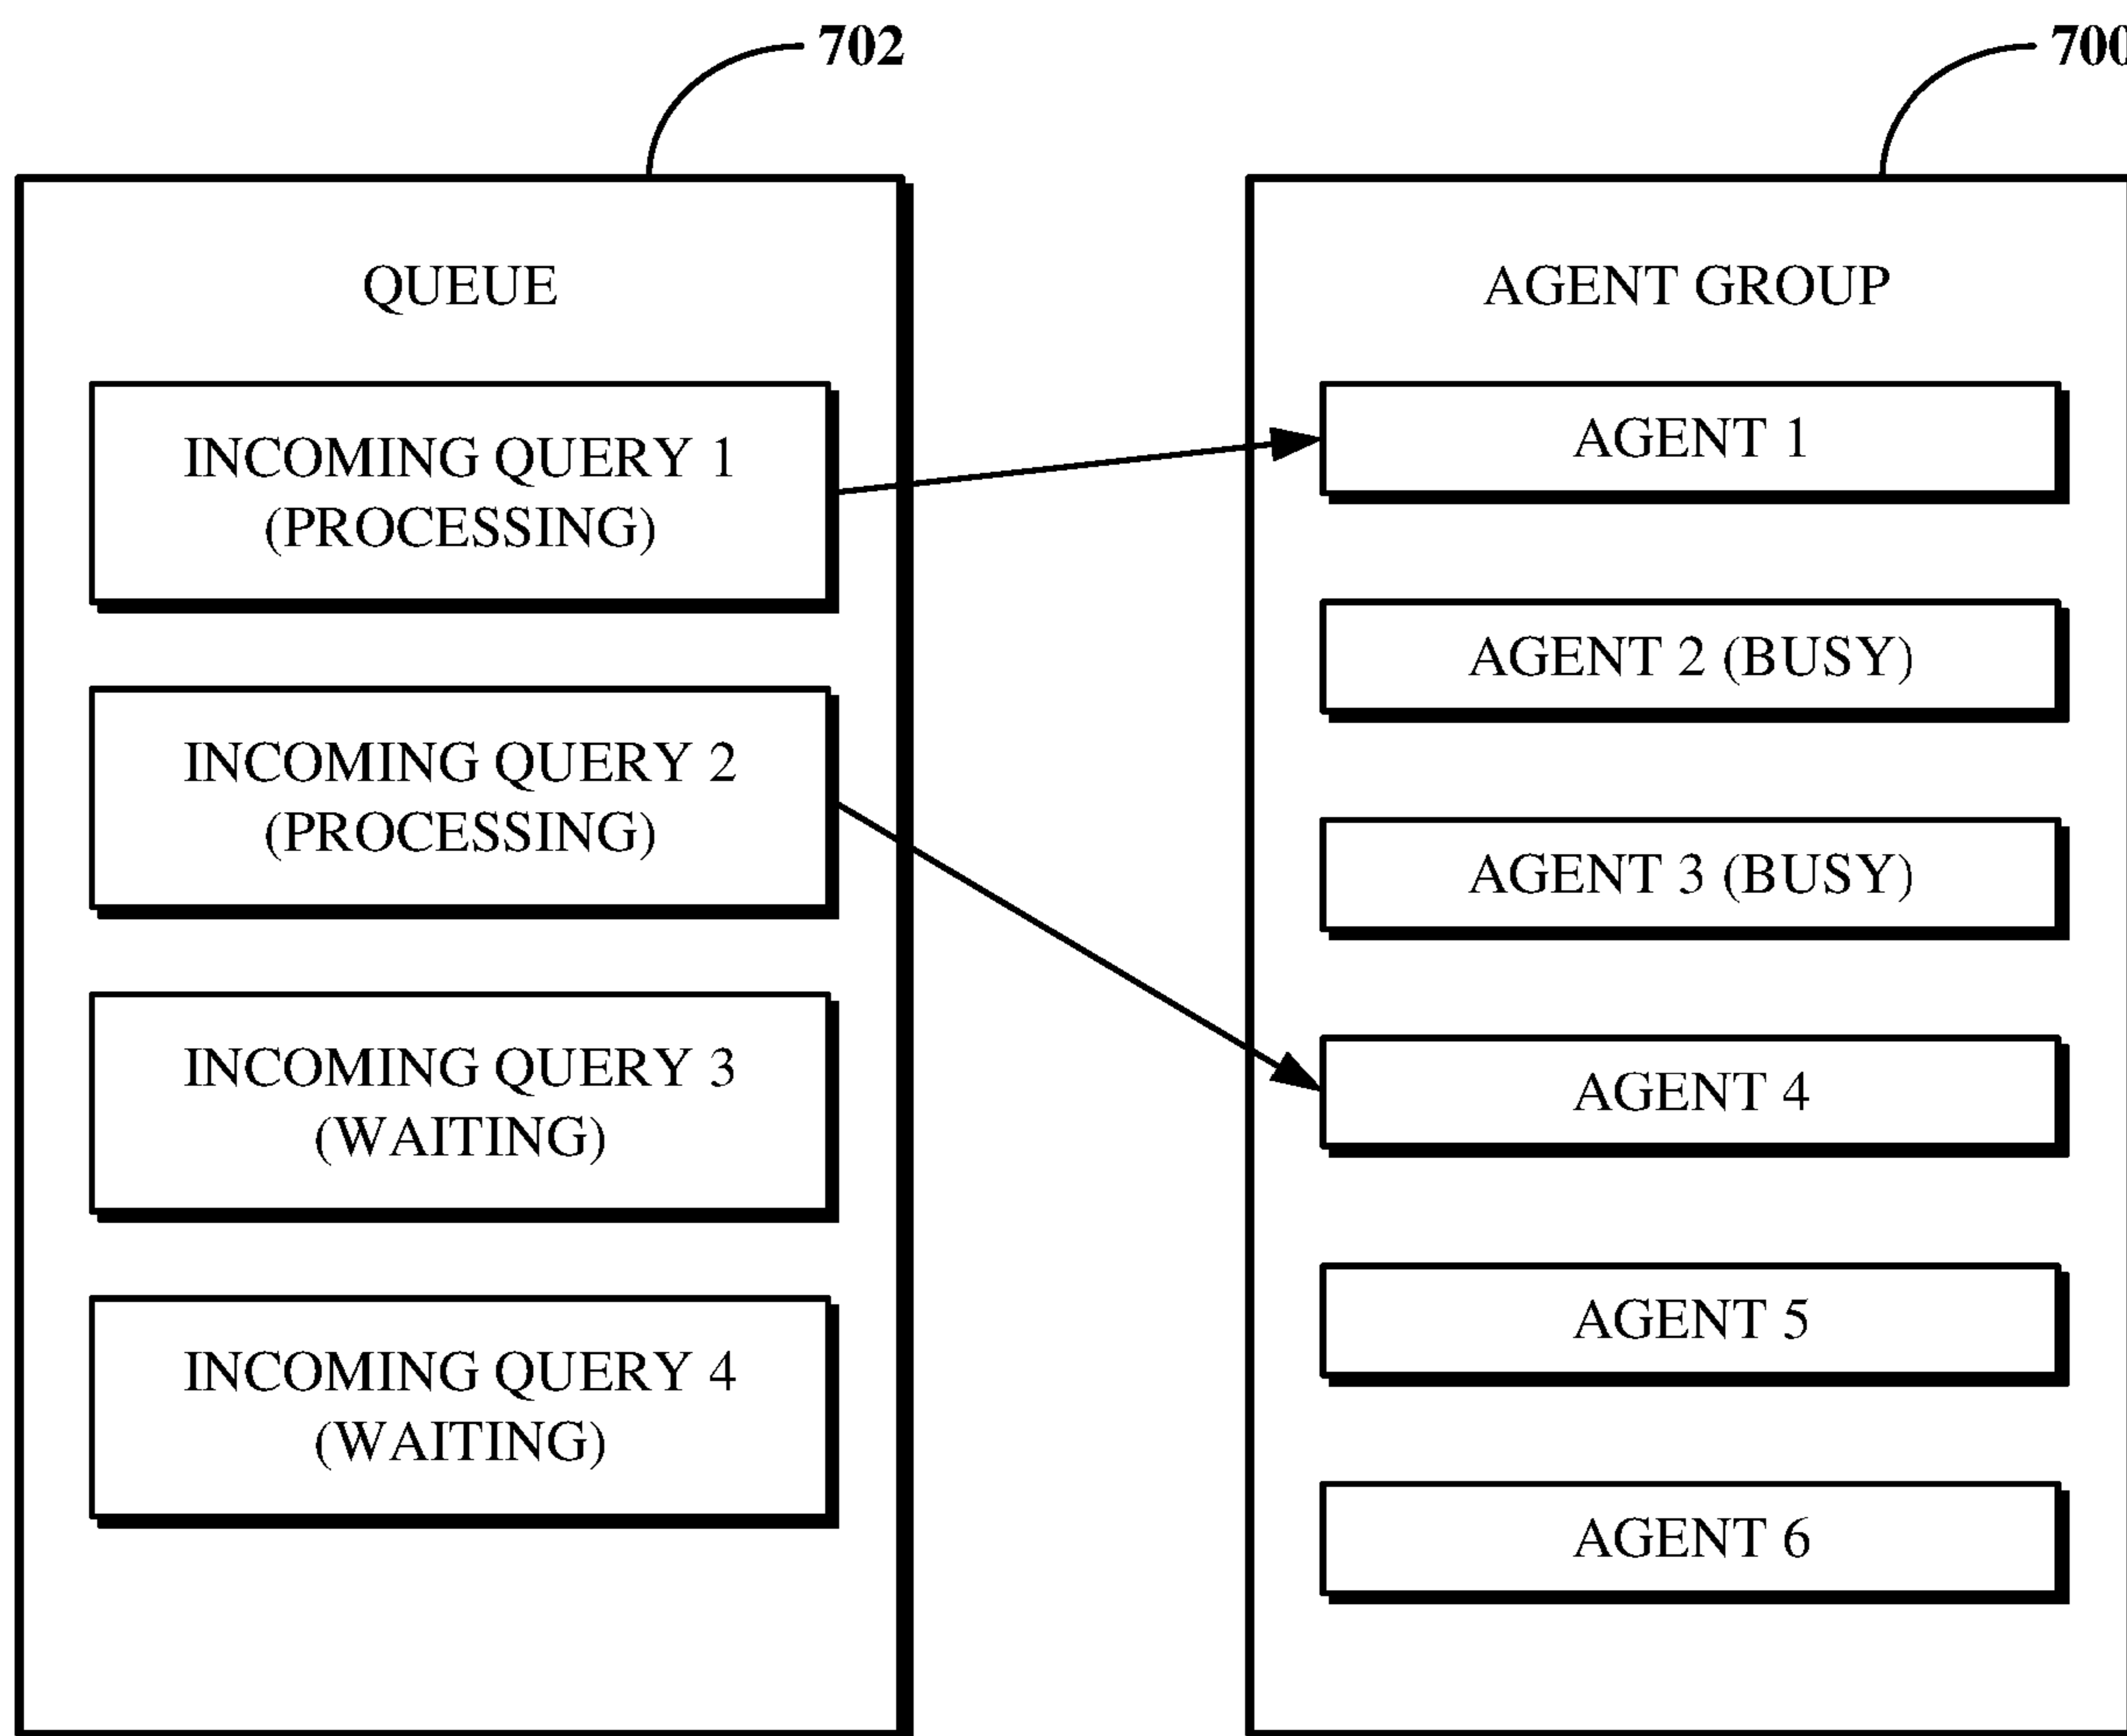 702
700
QUEUE
INCOMING QUERY 1
(PROCESSING)
INCOMING QUERY 2
(PROCESSING)
INCOMING QUERY 3
(WAITING)
INCOMING QUERY 4
(WAITING)
AGENT GROUP
AGENT 1
AGENT 2 (BUSY)
AGENT 3 (BUSY)
AGENT 4
AGENT 5
AGENT 6